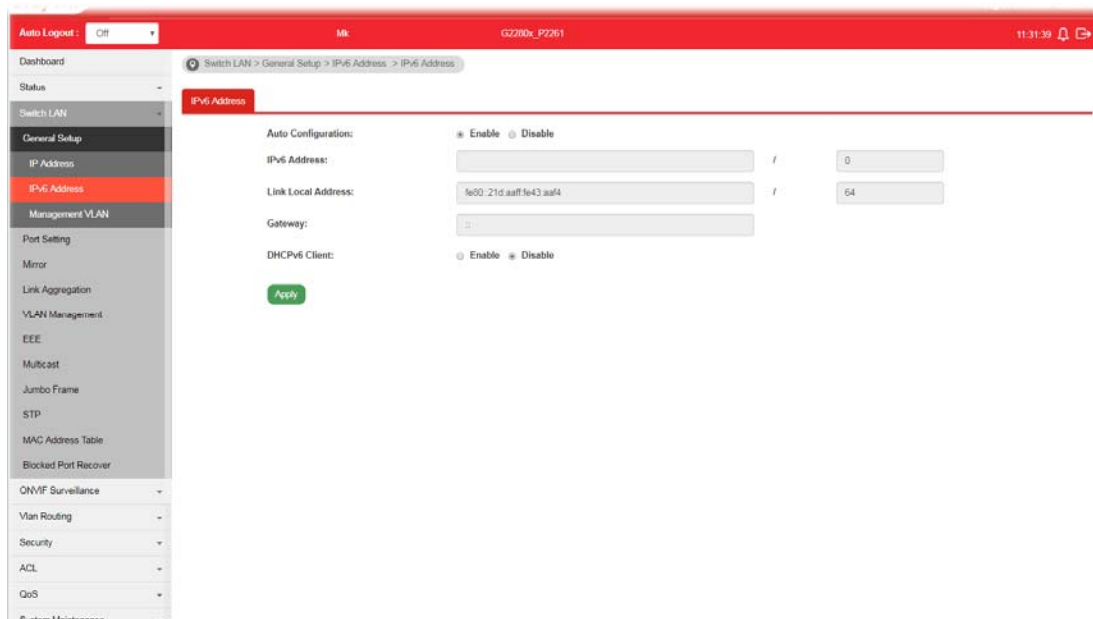 Auto Logout : Off Mk G2280x_P2261 11:31:39
Dashboard
Switch LAN > General Setup > IPv6 Address > IPv6 Address
Status
IPv6 Address
Switch LAN
General Setup
IP Address
IPv6 Address
Management VLAN
Port Setting
Mirror
Link Aggregation
VLAN Management
EEE
Multicast
Jumbo Frame
STP
MAC Address Table
Blocked Port Recover
ONVIF Surveillance
Vlan Routing
Security
ACL
QoS
System Maintenance
Auto Configuration: Enable Disable
IPv6 Address: / 0
Link Local Address: fe80::21d:aaff:fe43:aaf4 / 64
Gateway: ::
DHCPv6 Client: Enable Disable
Apply